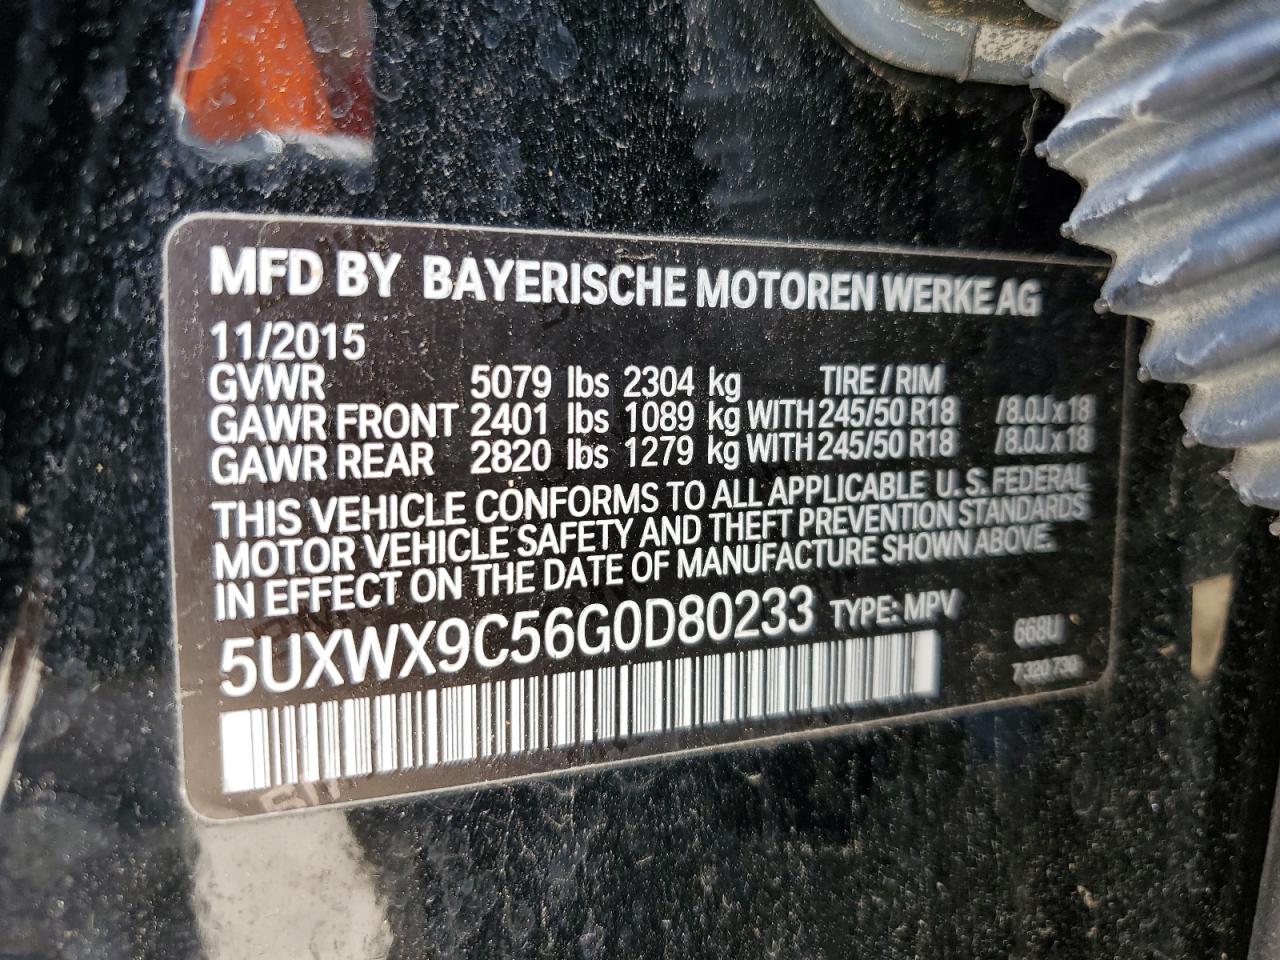 MFD BY BAYERISCHE MOTOREN WERKE AG
11/2015
GVWR 5079 lbs 2304 kg TIRE / RIM
GAWR FRONT 2401 lbs 1089 kg WITH 245/50 R18 /8.0J x 18
GAWR REAR 2820 lbs 1279 kg WITH 245/50 R18 /8.0J x 18
THIS VEHICLE CONFORMS TO ALL APPLICABLE U.S. FEDERAL
MOTOR VEHICLE SAFETY AND THEFT PREVENTION STANDARDS
IN EFFECT ON THE DATE OF MANUFACTURE SHOWN ABOVE.
5UXWX9C56G0D80233 TYPE: MPV
668U
7 320 730